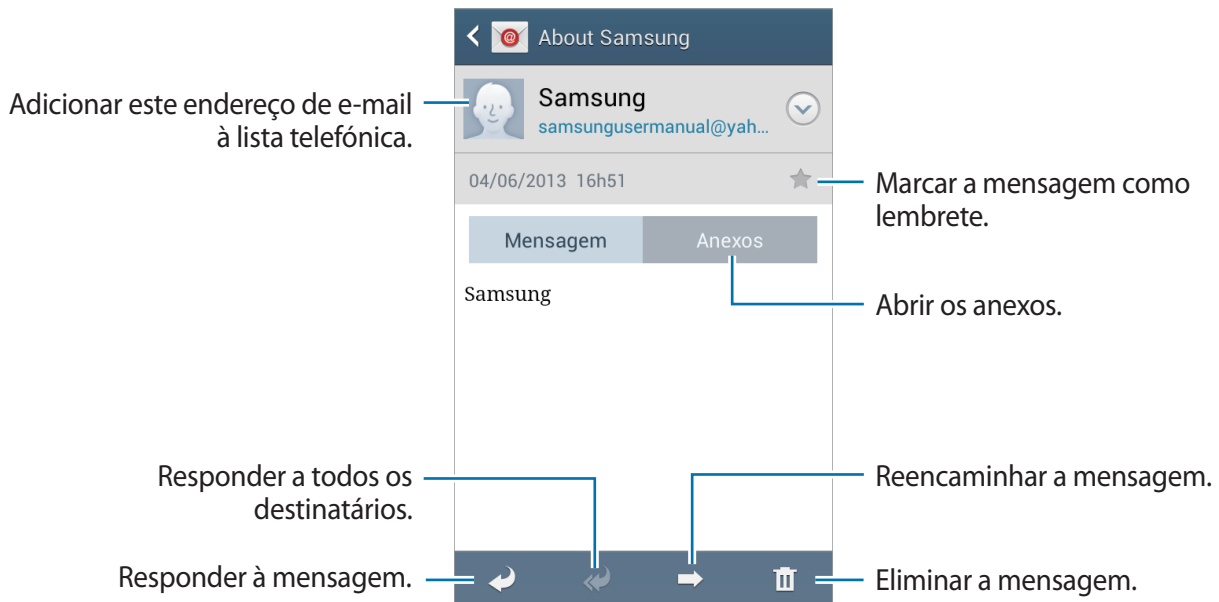 About Samsung
Adicionar este endereço de e-mail
à lista telefónica.
Samsung
samsungusermanual@yah...
04/06/2013 16h51
Marcar a mensagem como
lembrete.
Mensagem
Anexos
Samsung
Abrir os anexos.
Responder a todos os
destinatários.
Reencaminhar a mensagem.
Responder à mensagem.
Eliminar a mensagem.